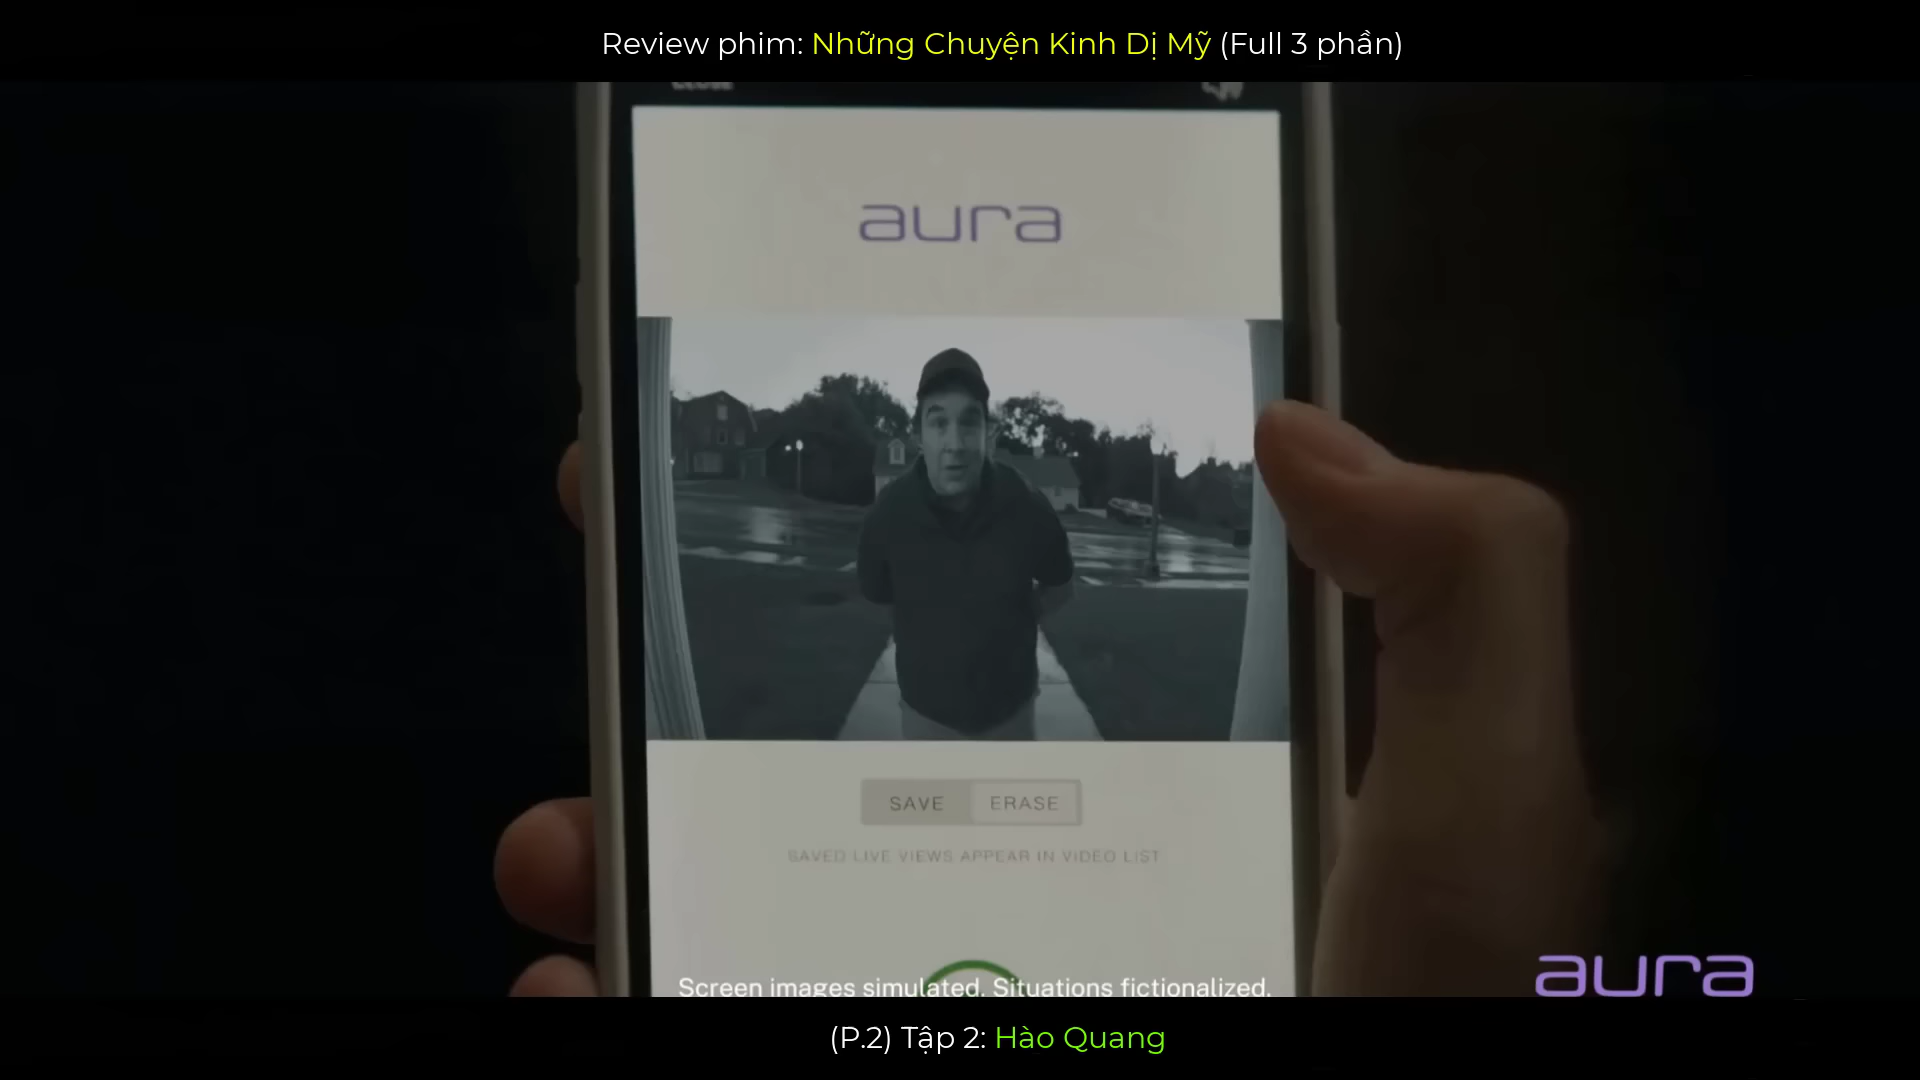 Review phim: Những Chuyện Kinh Dị Mỹ (Full 3 phần)
CLOSE
aura
SAVE ERASE
SAVED LIVE VIEWS APPEAR IN VIDEO LIST
Screen images simulated. Situations fictionalized.
aura
(P.2) Tập 2: Hào Quang